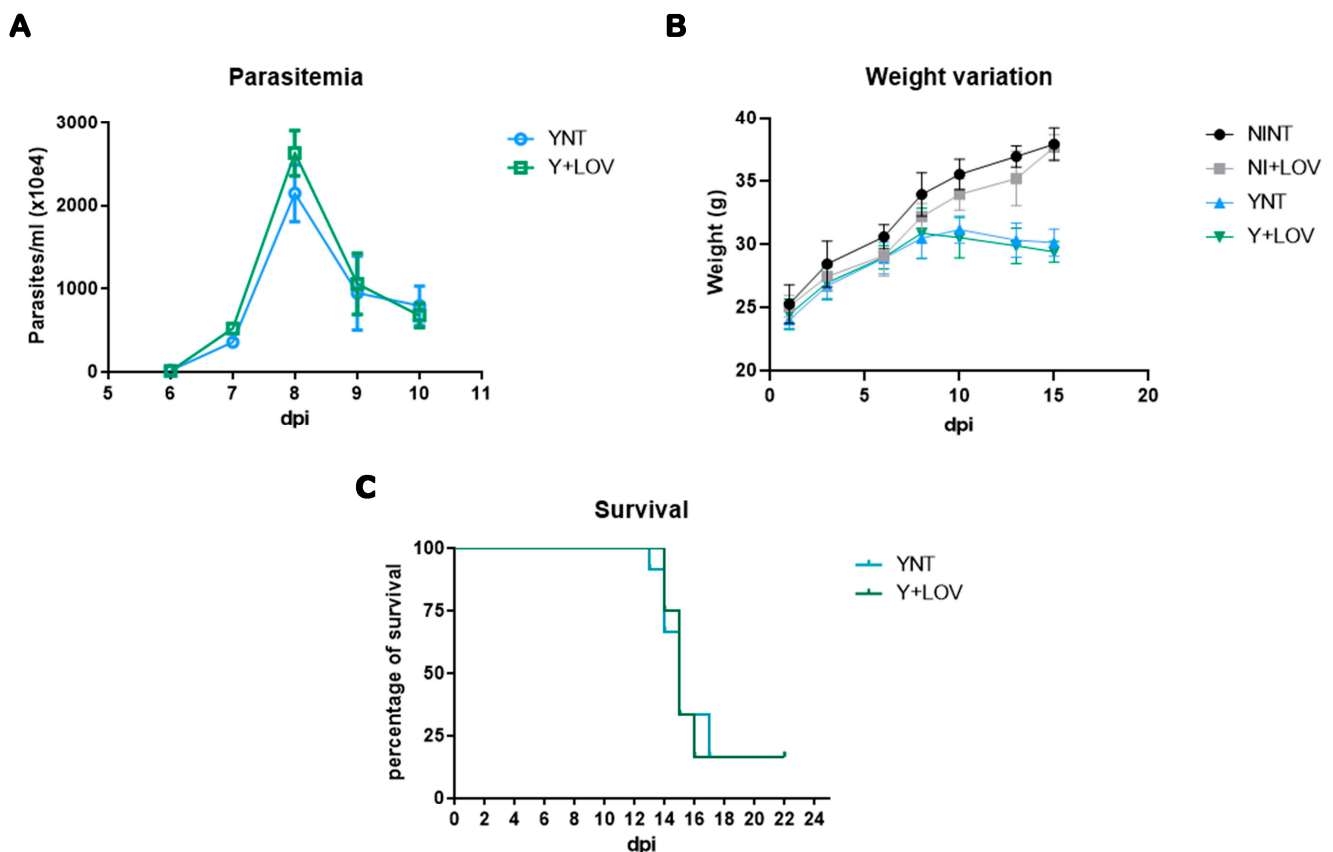 A
Parasitemia
Parasites/ml (x10e4)
3000
2000
1000
0
5 6 7 8 9 10 11
dpi
YNT
Y+LOV
B
Weight variation
Weight (g)
40
35
30
25
20
0 5 10 15 20
dpi
NINT
NI+LOV
YNT
Y+LOV
C
Survival
percentage of survival
100
75
50
25
0
0 2 4 6 8 10 12 14 16 18 20 22 24
dpi
YNT
Y+LOV